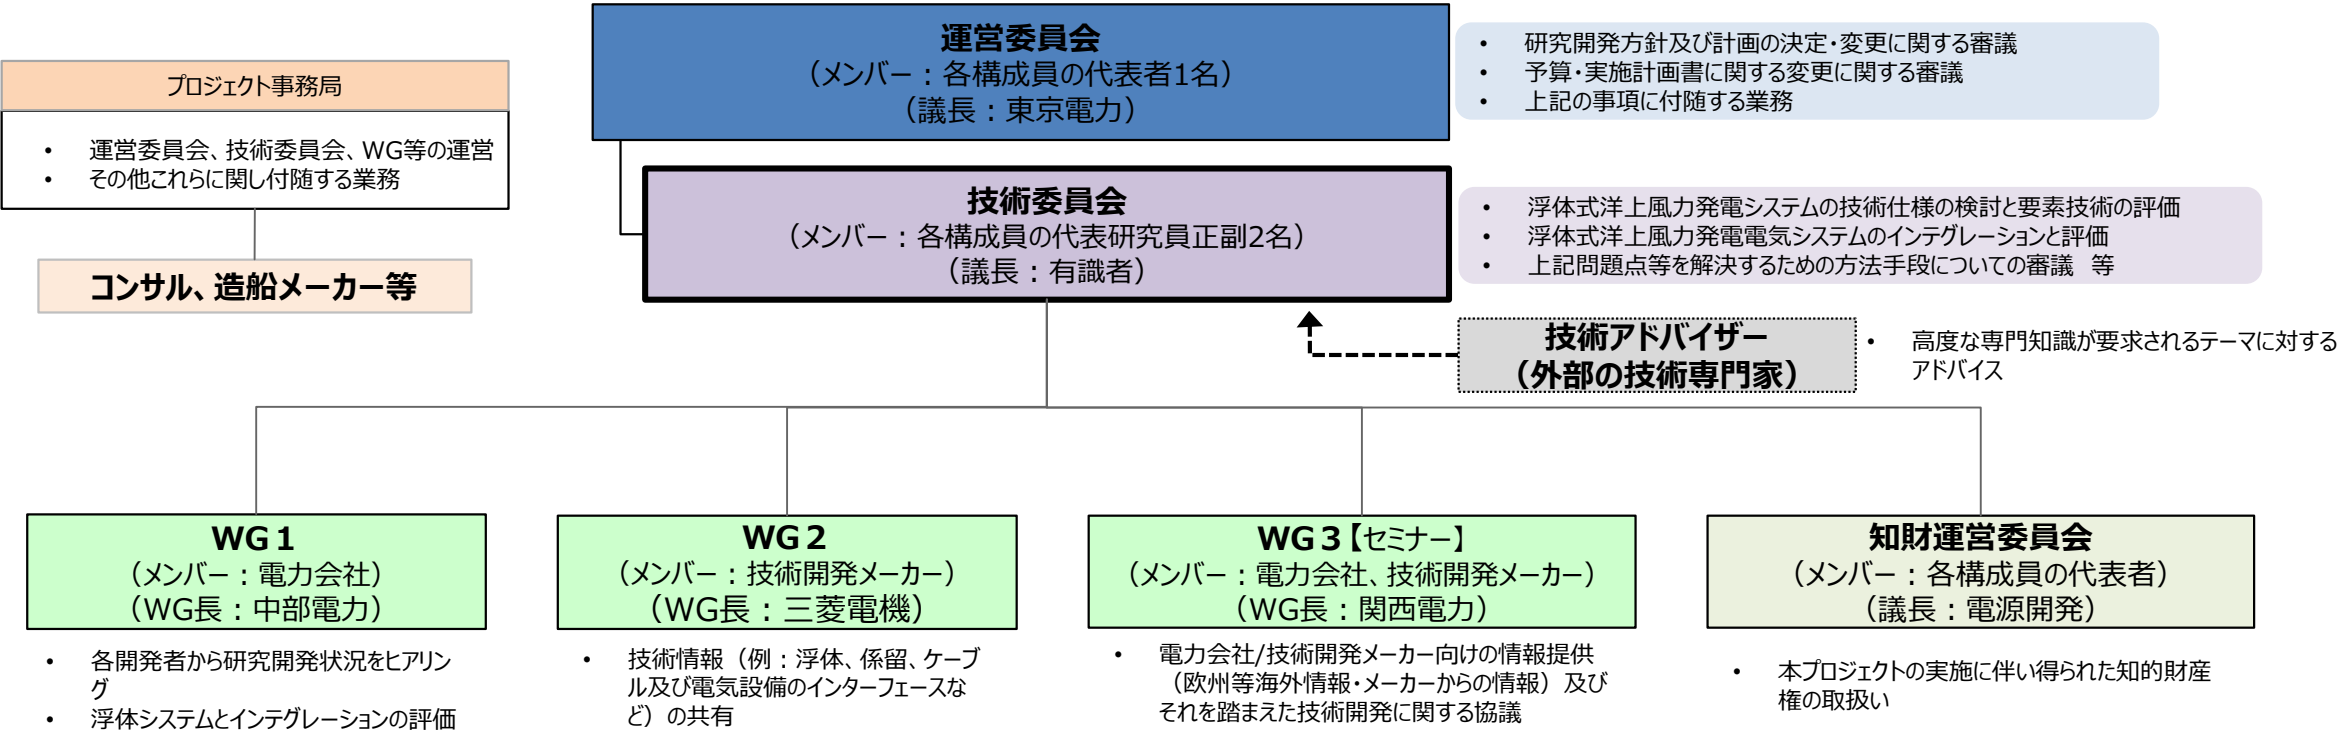 運営委員会
（メンバー：各構成員の代表者1名）
（議長：東京電力）
• 研究開発方針及び計画の決定・変更に関する審議
• 予算・実施計画書に関する変更に関する審議
• 上記の事項に付随する業務
プロジェクト事務局
• 運営委員会、技術委員会、WG等の運営
• その他これらに関し付随する業務
コンサル、造船メーカー等
技術委員会
（メンバー：各構成員の代表研究員正副2名）
（議長：有識者）
• 浮体式洋上風力発電システムの技術仕様の検討と要素技術の評価
• 浮体式洋上風力発電電気システムのインテグレーションと評価
• 上記問題点等を解決するための方法手段についての審議　等
技術アドバイザー
（外部の技術専門家）
• 高度な専門知識が要求されるテーマに対する
アドバイス
WG１
（メンバー：電力会社）
（WG長：中部電力）
• 各開発者から研究開発状況をヒアリン
グ
• 浮体システムとインテグレーションの評価
WG２
（メンバー：技術開発メーカー）
（WG長：三菱電機）
• 技術情報（例：浮体、係留、ケーブ
ル及び電気設備のインターフェースな
ど）の共有
WG３【セミナー】
（メンバー：電力会社、技術開発メーカー）
（WG長：関西電力）
• 電力会社/技術開発メーカー向けの情報提供
（欧州等海外情報・メーカーからの情報）及び
それを踏まえた技術開発に関する協議
知財運営委員会
（メンバー：各構成員の代表者）
（議長：電源開発）
• 本プロジェクトの実施に伴い得られた知的財産
権の取扱い